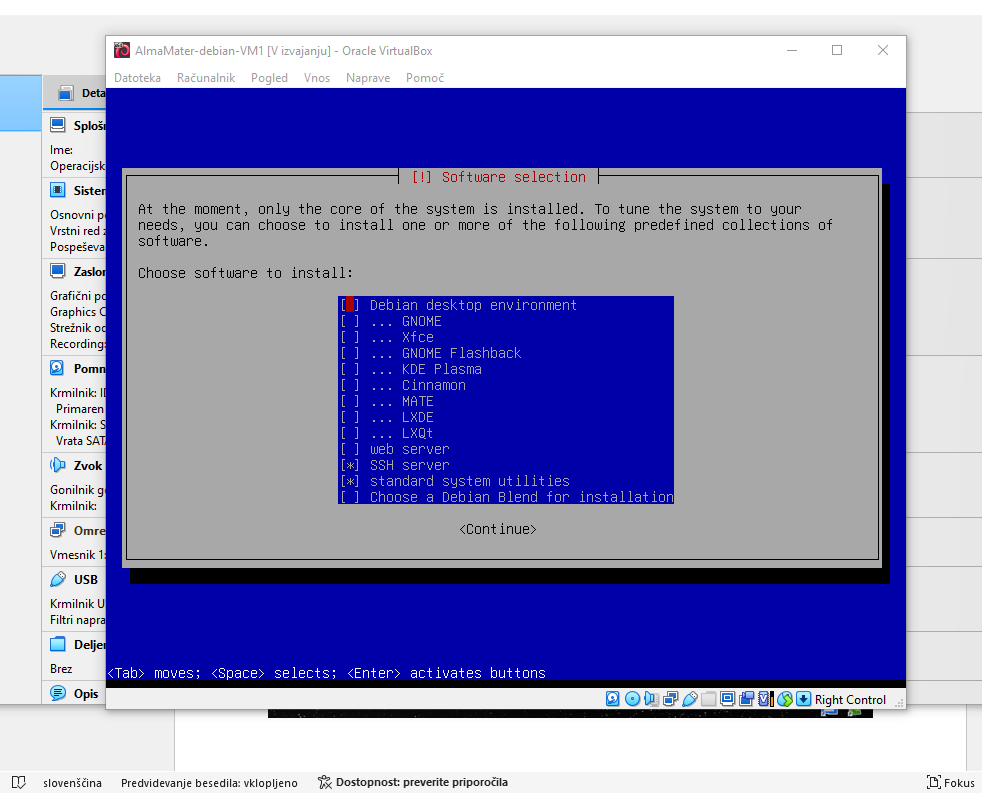 AlmaMater-debian-VM1 [V izvajanju] - Oracle VirtualBox
Datoteka Računalnik Pogled Vnos Naprave Pomoč
Deta
Splošn
Ime:
Operacijsk
Sister
Osnovni p
Vrstni red z
Pospeševa
Zaslon
Grafični po
Graphics C
Strežnik od
Recording:
Pomn
Krmilnik: ID
Primaren
Krmilnik: S
Vrata SATA
Zvok
Gonilnik g
Krmilnik:
Omre
Vmesnik 1:
USB
Krmilnik U
Filtri napra
Deljen
Brez
Opis
[!] Software selection
At the moment, only the core of the system is installed. To tune the system to your
needs, you can choose to install one or more of the following predefined collections of
software.
Choose software to install:
[ ] Debian desktop environment
[ ] ... GNOME
[ ] ... Xfce
[ ] ... GNOME Flashback
[ ] ... KDE Plasma
[ ] ... Cinnamon
[ ] ... MATE
[ ] ... LXDE
[ ] ... LXQt
[ ] web server
[*] SSH server
[*] standard system utilities
[ ] Choose a Debian Blend for installation
<Continue>
<Tab> moves; <Space> selects; <Enter> activates buttons
Right Control
slovenščina Predvidevanje besedila: vklopljeno Dostopnost: preverite priporočila Fokus